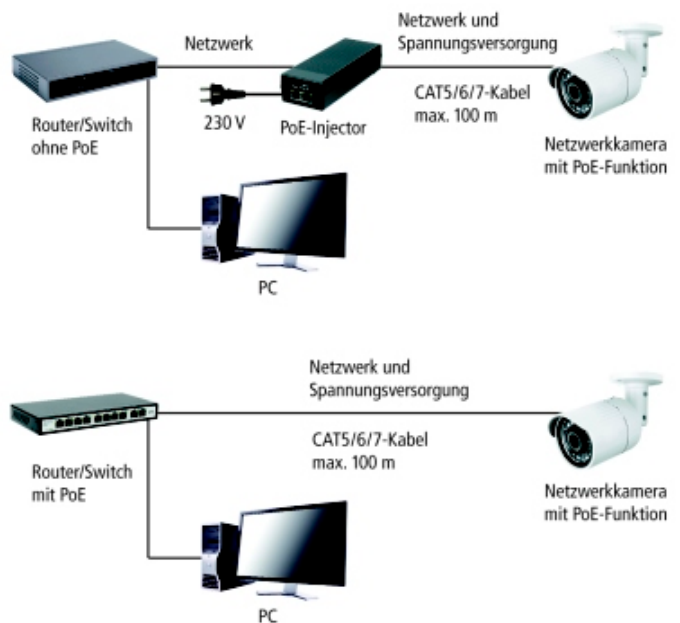 Netzwerk
Netzwerk und
Spannungsversorgung
230 V
PoE-Injector
CAT5/6/7-Kabel
max. 100 m
Router/Switch
ohne PoE
Netzwerkkamera
mit PoE-Funktion
PC
Netzwerk und
Spannungsversorgung
CAT5/6/7-Kabel
max. 100 m
Router/Switch
mit PoE
Netzwerkkamera
mit PoE-Funktion
PC